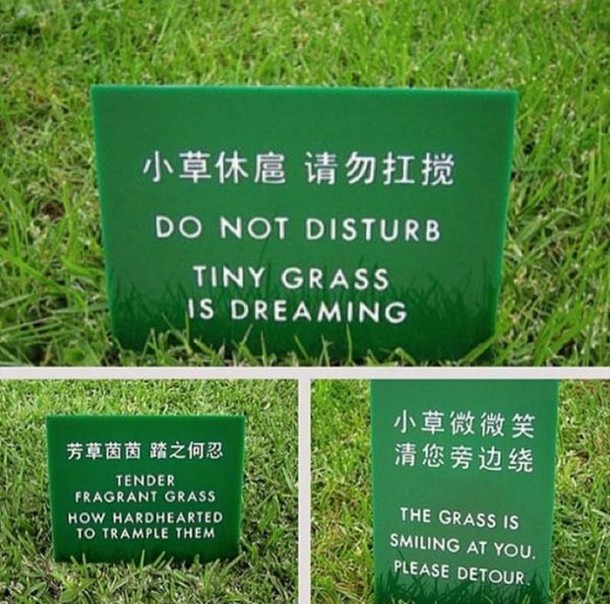 小草休扈 请勿扛搅
DO NOT DISTURB
TINY GRASS
IS DREAMING
芳草茵茵 踏之何忍
TENDER
FRAGRANT GRASS
HOW HARDHEARTED
TO TRAMPLE THEM
小草微微笑
清您旁边绕
THE GRASS IS
SMILING AT YOU.
PLEASE DETOUR.